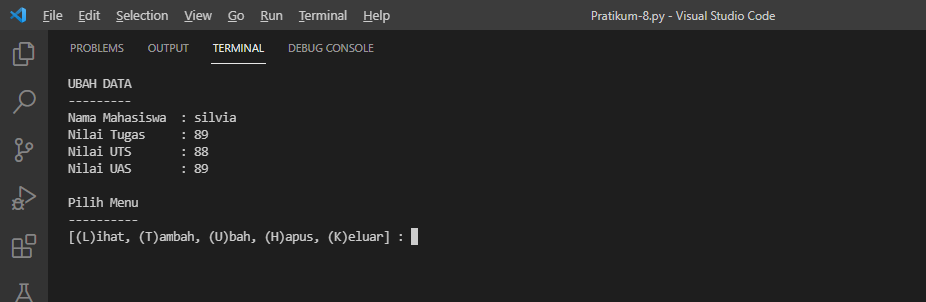 File Edit Selection View Go Run Terminal Help Pratikum-8.py - Visual Studio Code
PROBLEMS OUTPUT TERMINAL DEBUG CONSOLE
UBAH DATA
---------
Nama Mahasiswa : silvia
Nilai Tugas : 89
Nilai UTS : 88
Nilai UAS : 89
Pilih Menu
----------
[(L)ihat, (T)ambah, (U)bah, (H)apus, (K)eluar] :